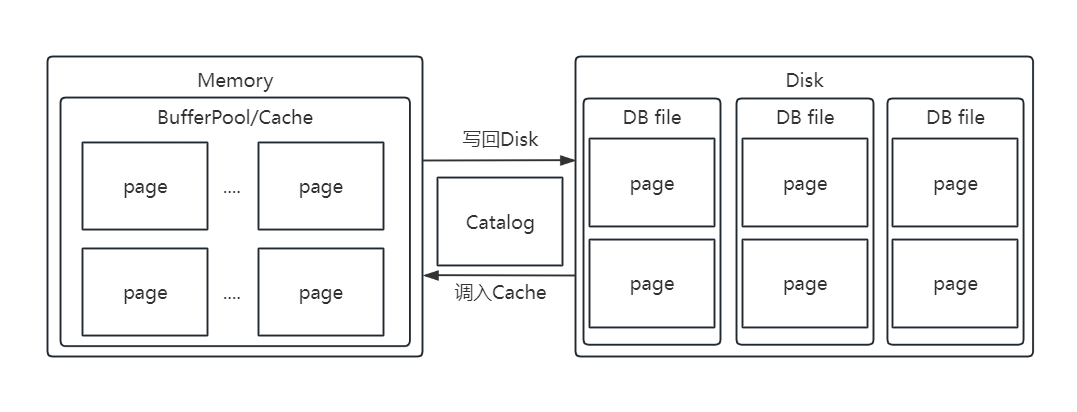 Memory
BufferPool/Cache
page
....
page
page
....
page
写回Disk
Catalog
调入Cache
Disk
DB file
page
page
DB file
page
page
DB file
page
page